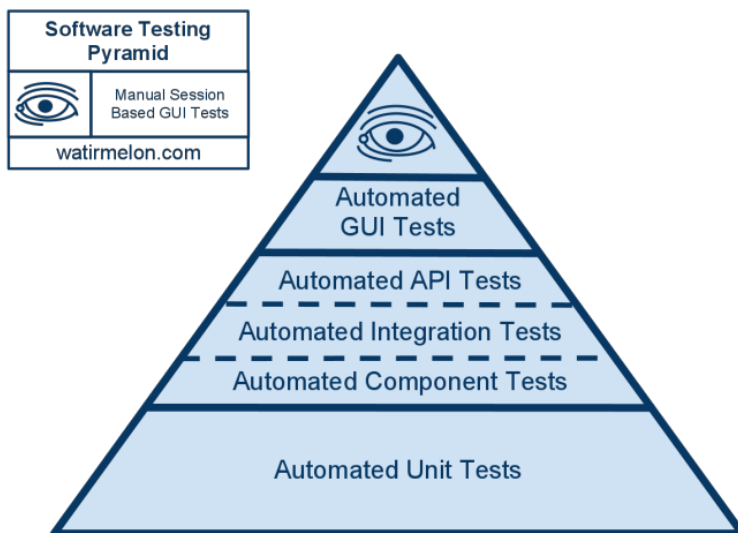 Software Testing
Pyramid
Manual Session
Based GUI Tests
watirmelon.com
Automated
GUI Tests
Automated API Tests
Automated Integration Tests
Automated Component Tests
Automated Unit Tests